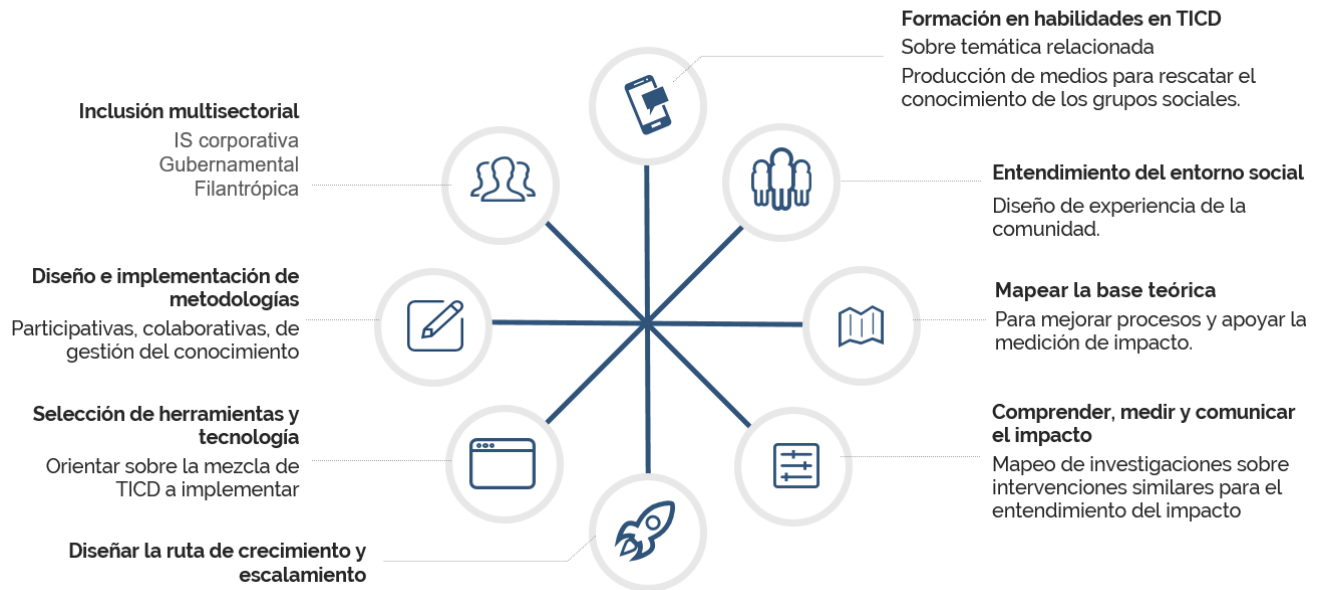 Formación en habilidades en TICD
Sobre temática relacionada
Producción de medios para rescatar el
conocimiento de los grupos sociales.
Inclusión multisectorial
IS corporativa
Gubernamental
Filantrópica
Entendimiento del entorno social
Diseño de experiencia de la
comunidad.
Diseño e implementación de
metodologías
Participativas, colaborativas, de
gestión del conocimiento
Mapear la base teórica
Para mejorar procesos y apoyar la
medición de impacto.
Selección de herramientas y
tecnología
Orientar sobre la mezcla de
TICD a implementar
Comprender, medir y comunicar
el impacto
Mapeo de investigaciones sobre
intervenciones similares para el
entendimiento del impacto
Diseñar la ruta de crecimiento y
escalamiento